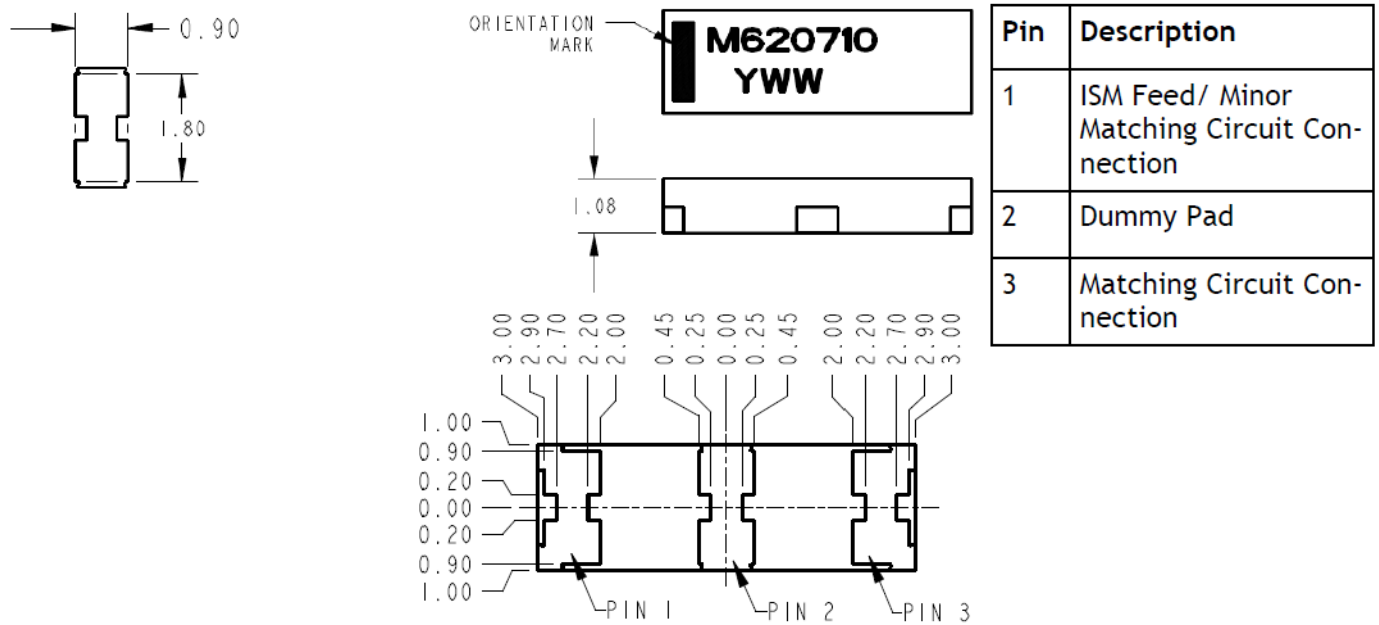 0.90
1.80
ORIENTATION
MARK
M620710
YWW
1.08
3.00
2.90
2.70
2.20
2.00
0.45
0.25
0.00
0.25
0.45
2.00
2.20
2.70
2.90
3.00
1.00
0.90
0.20
0.00
0.20
0.90
1.00
PIN 1
PIN 2
PIN 3
Pin Description
1 ISM Feed/ Minor
Matching Circuit Con-
nection
2 Dummy Pad
3 Matching Circuit Con-
nection